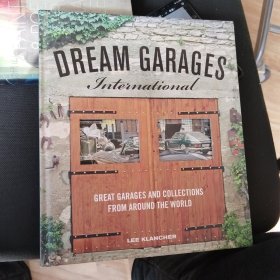 DREAM GARAGES
International
GREAT GARAGES AND COLLECTIONS
FROM AROUND THE WORLD
LEE KLANCHER